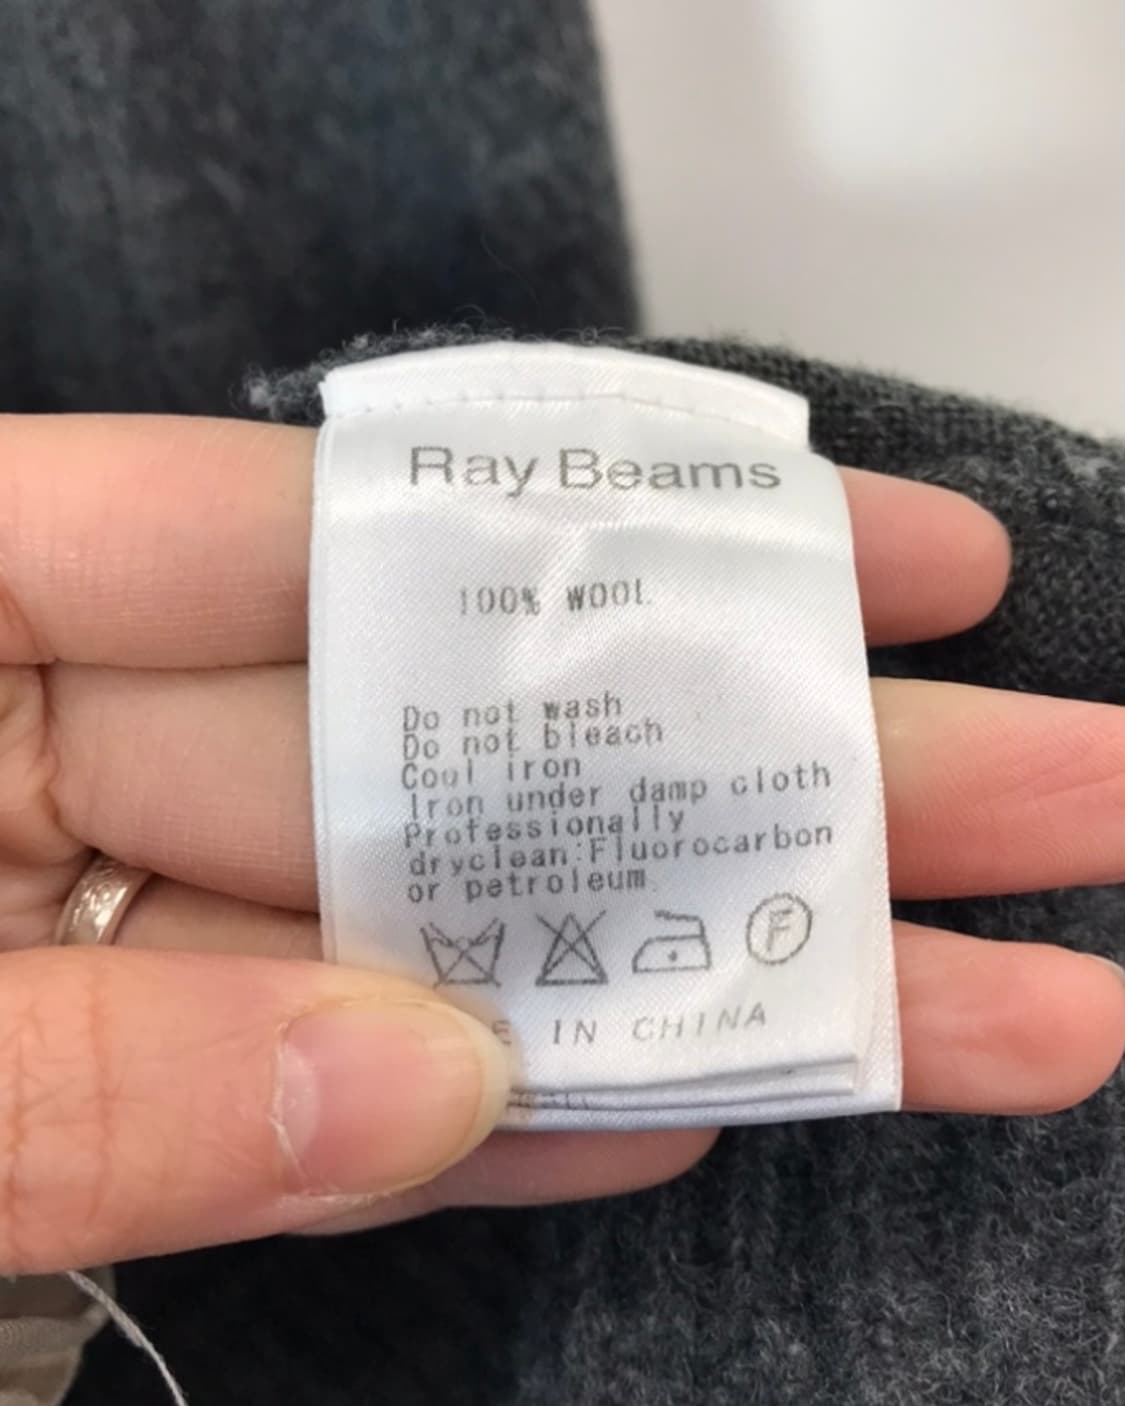 Ray Beams
100% WOOL
Do not wash
Do not bleach
Cool iron
Iron under damp cloth
Professionally
dryclean:Fluorocarbon
or petroleum
F
E IN CHINA